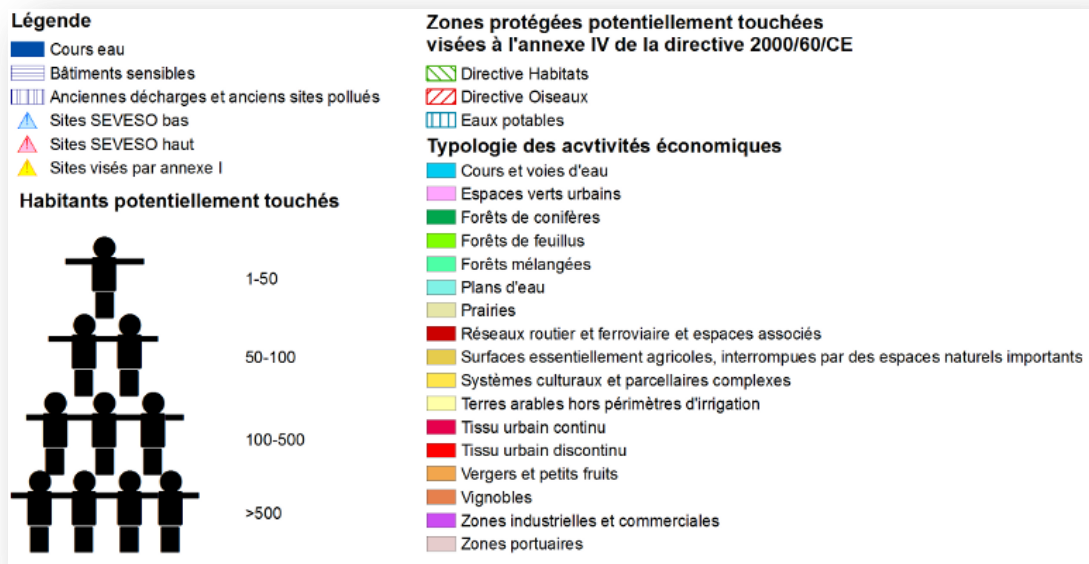 Légende
Cours eau
Bâtiments sensibles
Anciennes décharges et anciens sites pollués
Sites SEVESO bas
Sites SEVESO haut
Sites visés par annexe I
Habitants potentiellement touchés
1-50
50-100
100-500
>500
Zones protégées potentiellement touchées
visées à l'annexe IV de la directive 2000/60/CE
Directive Habitats
Directive Oiseaux
Eaux potables
Typologie des acvtivités économiques
Cours et voies d'eau
Espaces verts urbains
Forêts de conifères
Forêts de feuillus
Forêts mélangées
Plans d'eau
Prairies
Réseaux routier et ferroviaire et espaces associés
Surfaces essentiellement agricoles, interrompues par des espaces naturels importants
Systèmes culturaux et parcellaires complexes
Terres arables hors périmètres d'irrigation
Tissu urbain continu
Tissu urbain discontinu
Vergers et petits fruits
Vignobles
Zones industrielles et commerciales
Zones portuaires